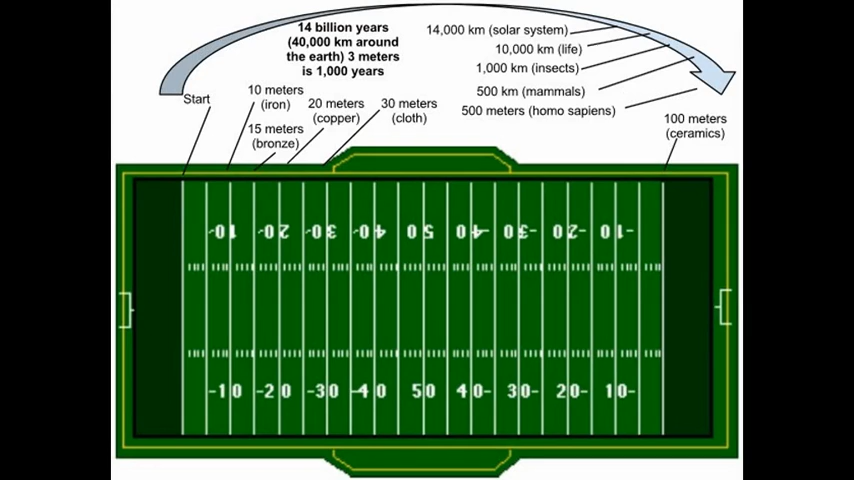 14 billion years
(40,000 km around
the earth) 3 meters
is 1,000 years
14,000 km (solar system)
10,000 km (life)
1,000 km (insects)
500 km (mammals)
500 meters (homo sapiens)
Start
10 meters
(iron)
15 meters
(bronze)
20 meters
(copper)
30 meters
(cloth)
100 meters
(ceramics)
10 20 30 40 50 40 30 20 10
-10 -20 -30 -40 50 40- 30- 20- 10-